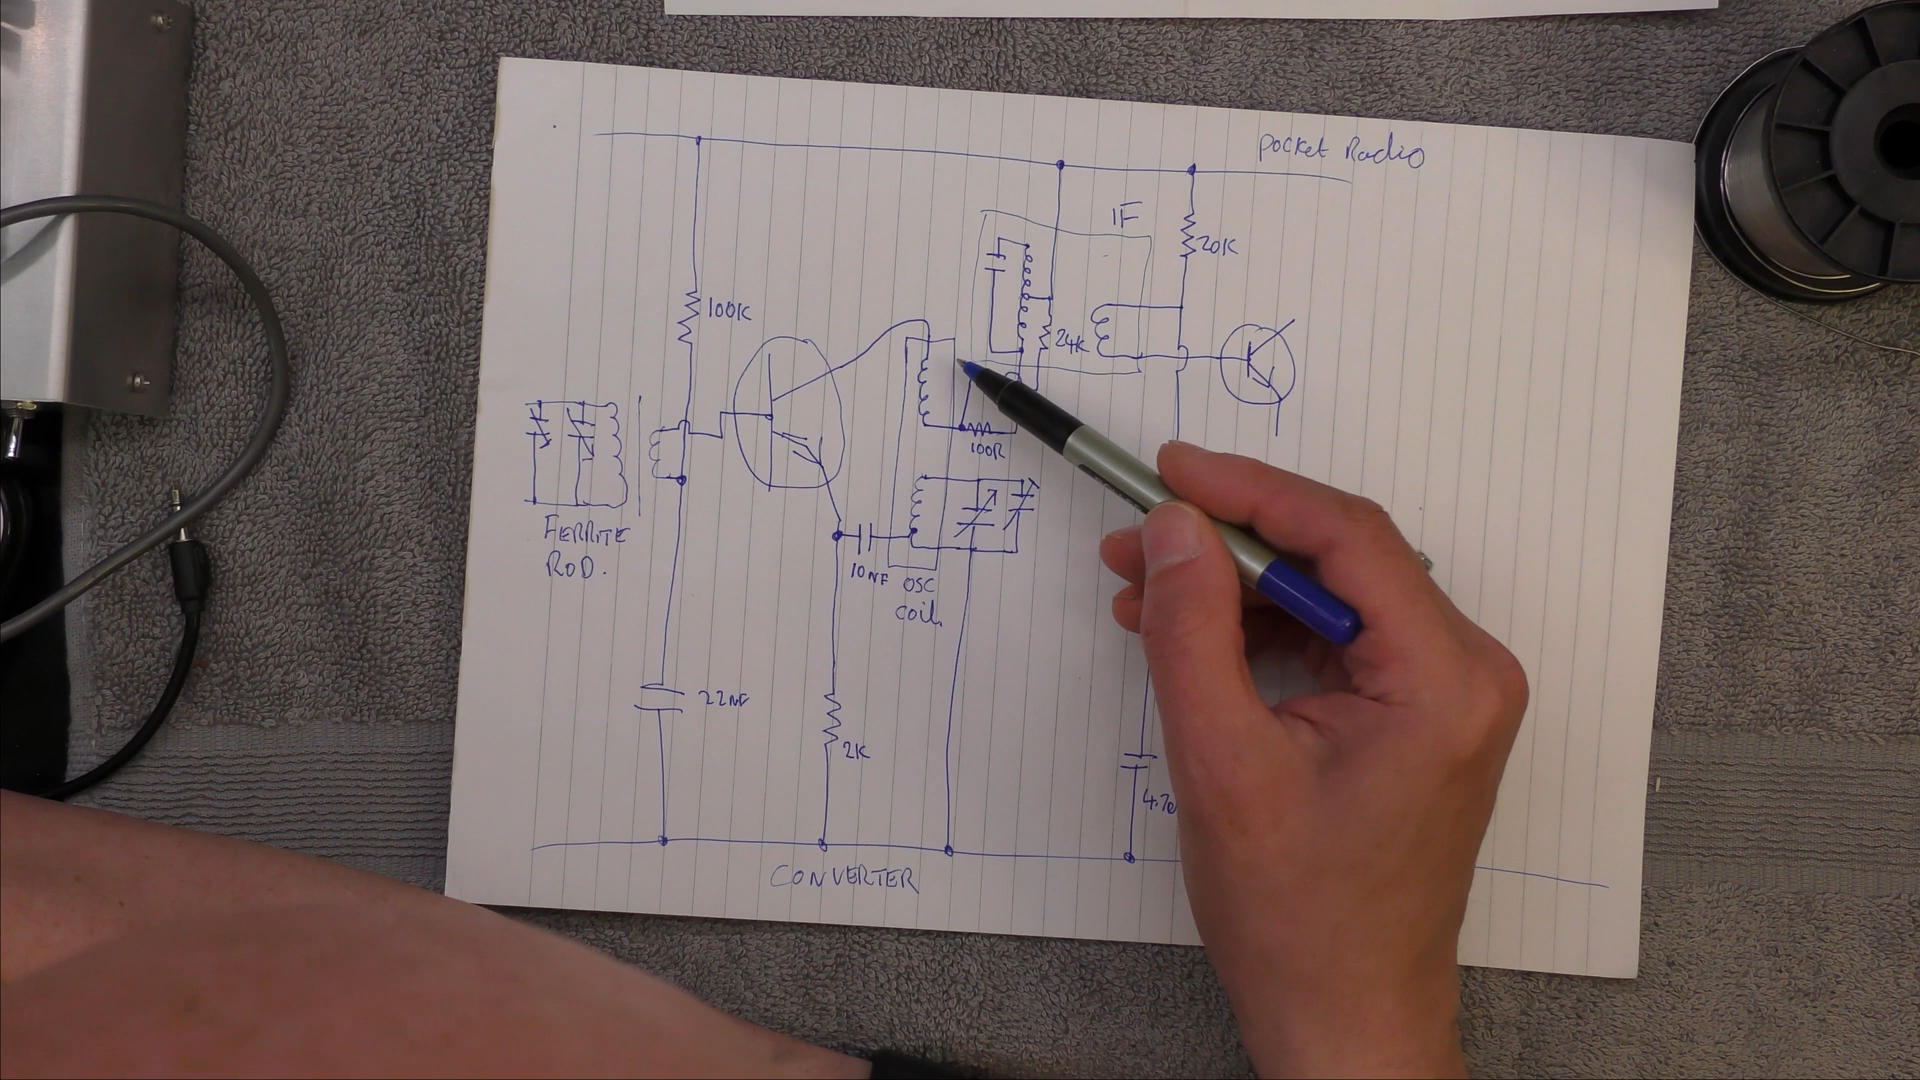 pocket Radio
IF
20K
100K
24K
100R
FERRITE
ROD.
10NF
OSC
coil
22NF
2K
CONVERTER